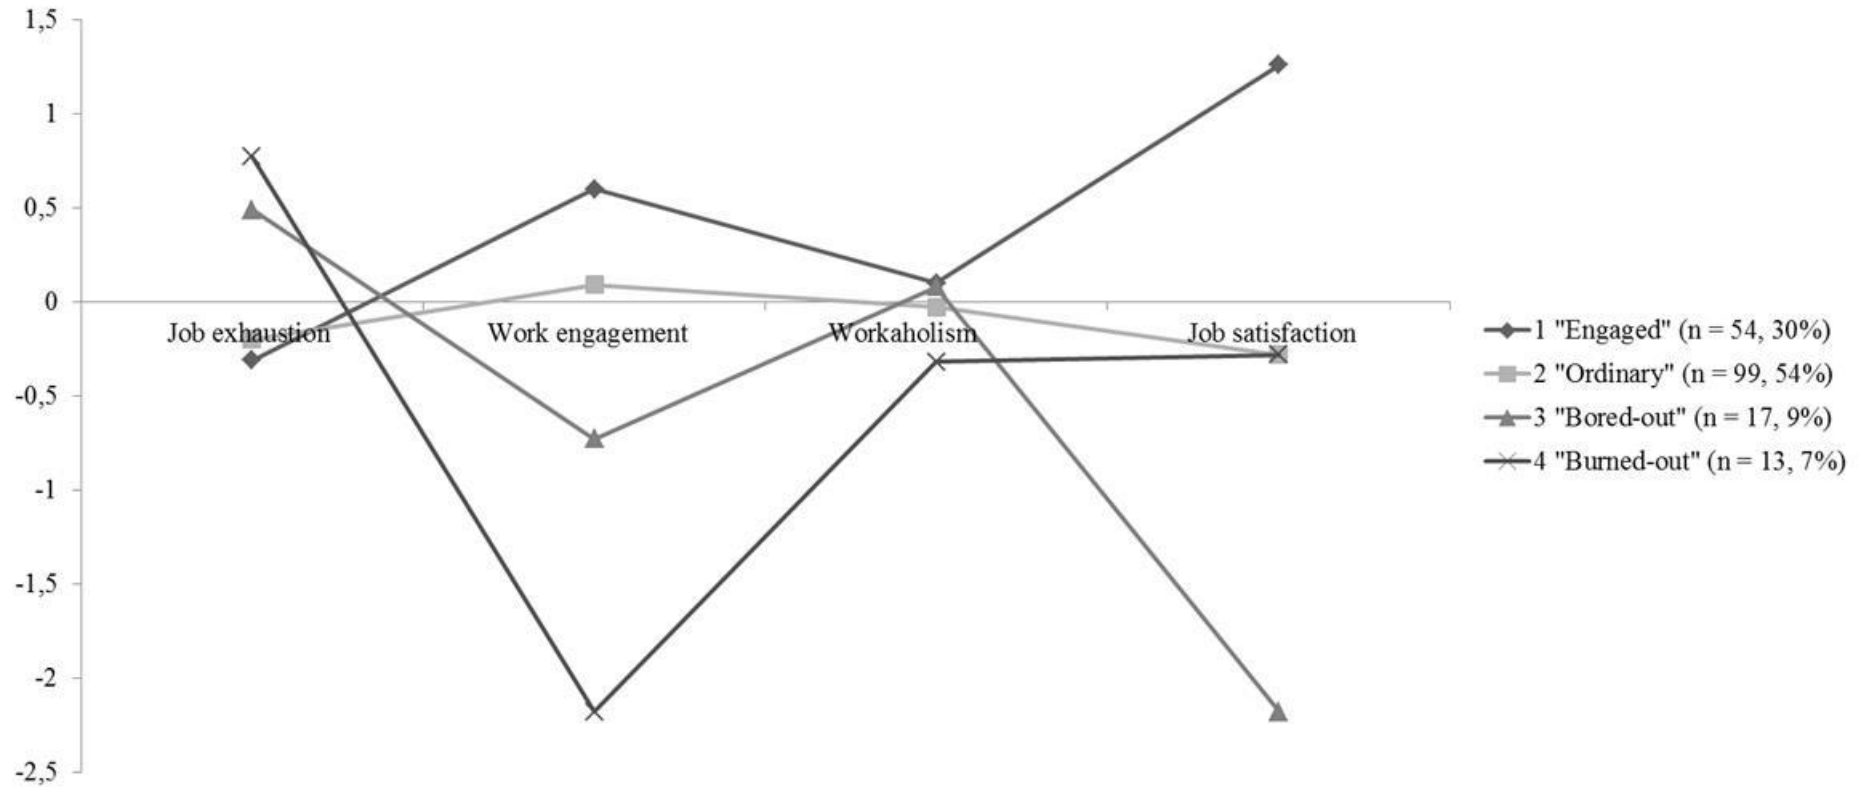 1,5
1
0,5
0
-0,5
-1
-1,5
-2
-2,5
Job exhaustion
Work engagement
Workaholism
Job satisfaction
1 "Engaged" (n = 54, 30%)
2 "Ordinary" (n = 99, 54%)
3 "Bored-out" (n = 17, 9%)
4 "Burned-out" (n = 13, 7%)